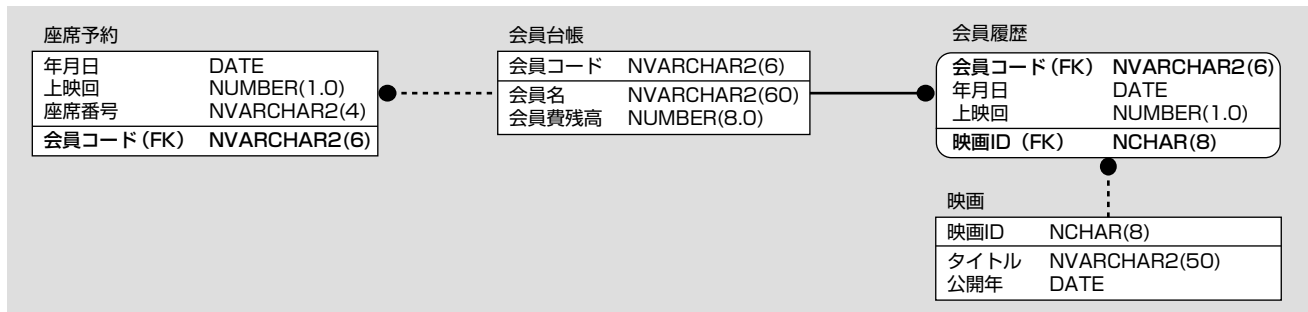 座席予約
年月日 DATE
上映回 NUMBER(1.0)
座席番号 NVARCHAR2(4)
会員コード(FK) NVARCHAR2(6)
会員台帳
会員コード NVARCHAR2(6)
会員名 NVARCHAR2(60)
会員費残高 NUMBER(8.0)
会員履歴
会員コード(FK) NVARCHAR2(6)
年月日 DATE
上映回 NUMBER(1.0)
映画ID(FK) NCHAR(8)
映画
映画ID NCHAR(8)
タイトル NVARCHAR2(50)
公開年 DATE